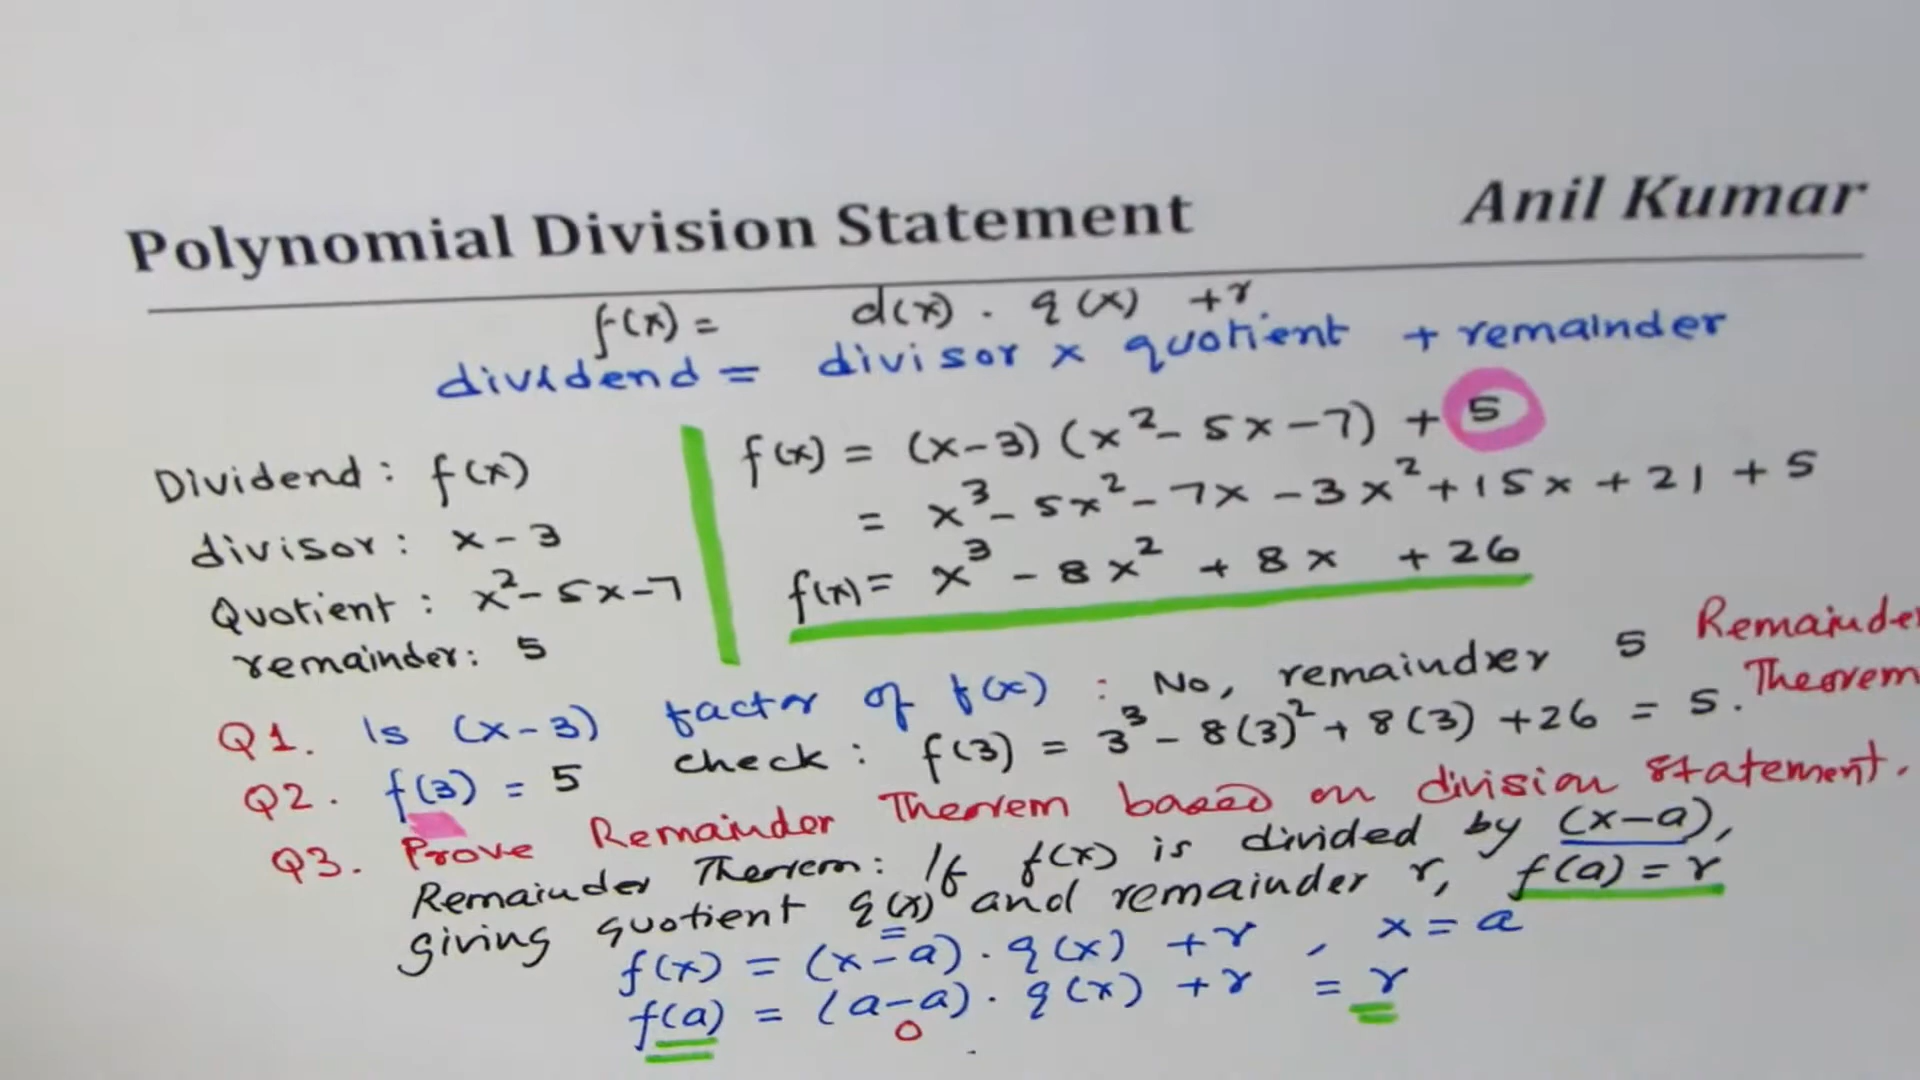 Polynomial Division Statement Anil Kumar
f(x) = d(x) . q(x) + r
dividend = divisor x quotient + remainder
Dividend: f(x)
divisor: x - 3
Quotient: x² - 5x - 7
remainder: 5
f(x) = (x-3) (x² - 5x - 7) + 5
= x³ - 5x² - 7x - 3x² + 15x + 21 + 5
f(x) = x³ - 8x² + 8x + 26
Q1. Is (x-3) factor of f(x) : No, remainder 5
Remainder
Theorem
Q2. f(3) = 5 check : f(3) = 3³ - 8(3)² + 8(3) + 26 = 5.
Q3. Prove Remainder Theorem based on division statement.
Remainder Theorem: If f(x) is divided by (x-a),
giving quotient q(x) and remainder r, f(a) = r
f(x) = (x-a) . q(x) + r , x = a
f(a) = (a-a) . q(x) + r = r
0